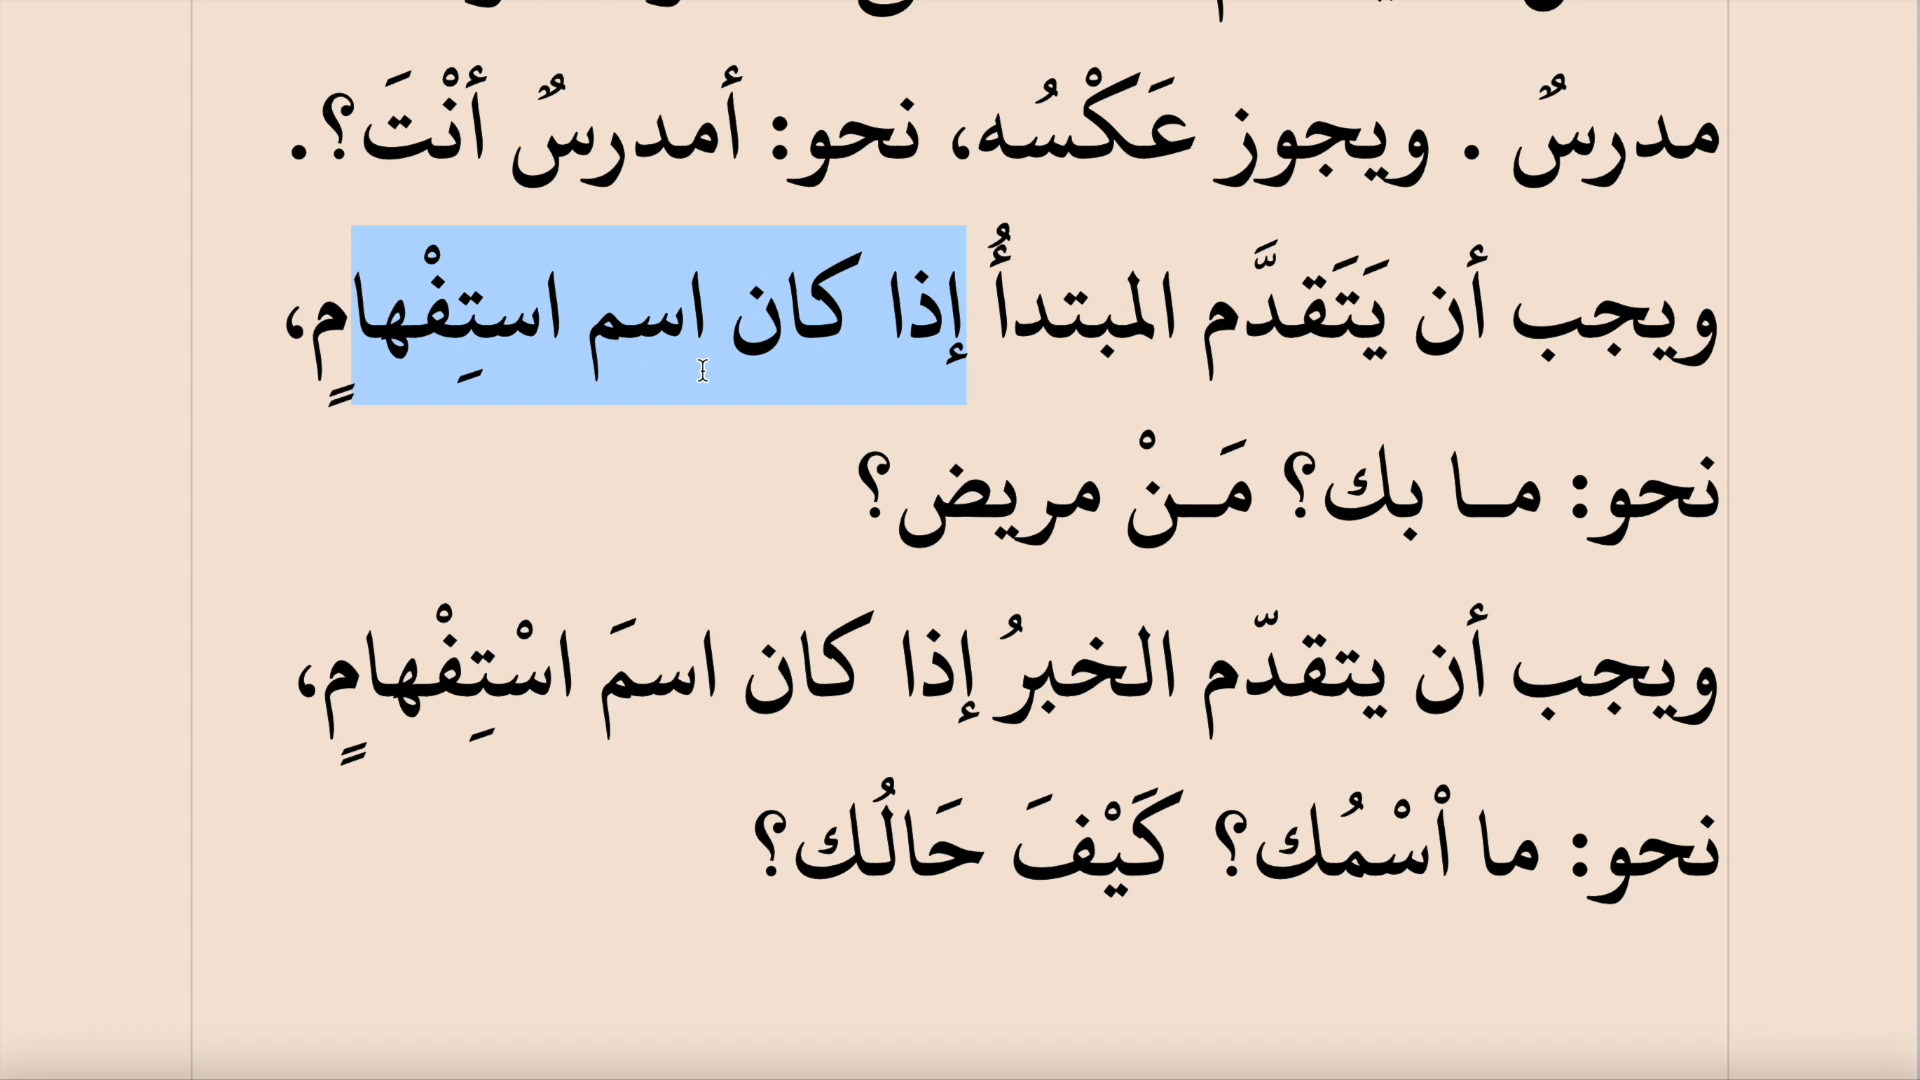 مدرسٌ . ويجوز عَكْسُه، نحو: أمدرسٌ أنْتَ؟.
ويجب أن يَتَقدَّم المبتدأُ إذا كان اسم استِفْهامٍ،
نحو: مـا بك؟ مَـنْ مريض؟
ويجب أن يتقدّم الخبرُ إذا كان اسمَ اسْتِفْهامٍ،
نحو: ما اْسْمُك؟ كَيْفَ حَالُك؟